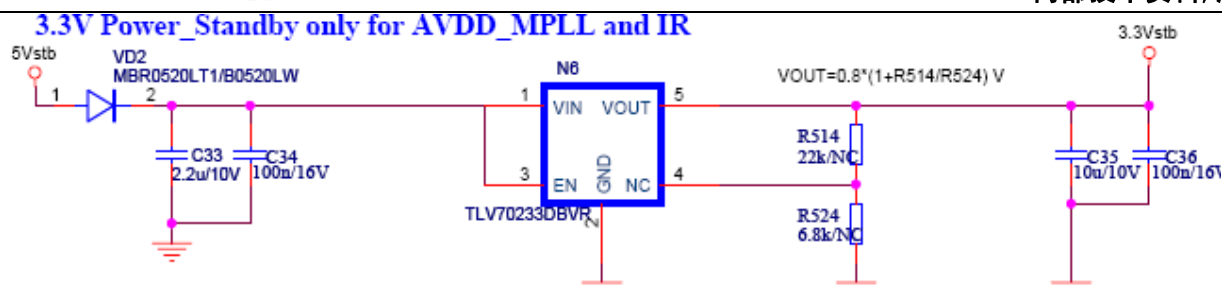 3.3V Power_Standby only for AVDD_MPLL and IR
5Vstb
VD2
MBR0520LT1/B0520LW
1
2
C33
2.2u/10V
C34
100n/16V
N6
1
VIN
VOUT
5
3
EN
GND
NC
4
2
TLV70233DBVR
VOUT=0.8*(1+R514/R524) V
R514
22k/NC
R524
6.8k/NC
3.3Vstb
C35
10u/10V
C36
100n/16V